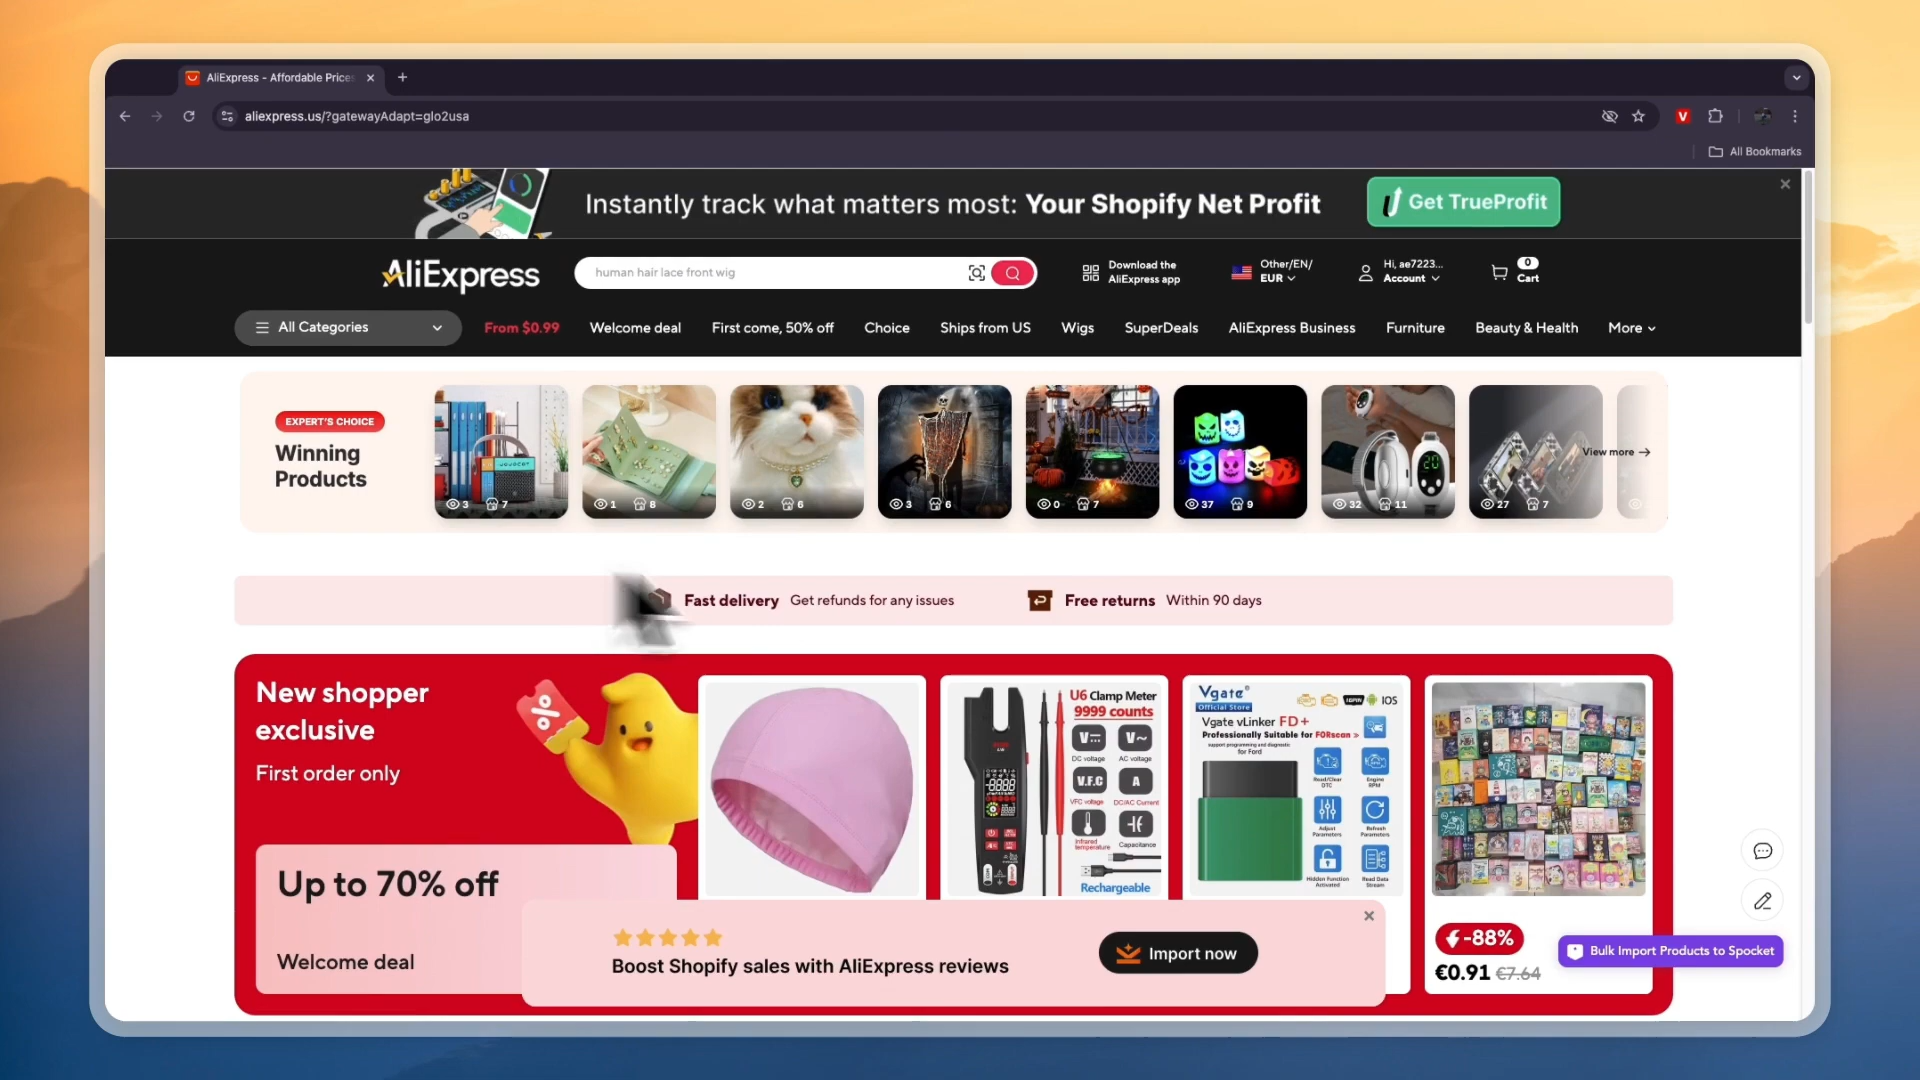 AliExpress - Affordable Prices
aliexpress.us/?gatewayAdapt=glo2usa
All Bookmarks
Instantly track what matters most: Your Shopify Net Profit
Get TrueProfit
AliExpress
human hair lace front wig
Download the
AliExpress app
Other/EN/
EUR
Hi, ae7223...
Account
0
Cart
All Categories
From $0.99
Welcome deal
First come, 50% off
Choice
Ships from US
Wigs
SuperDeals
AliExpress Business
Furniture
Beauty & Health
More
EXPERT'S CHOICE
Winning
Products
3 7
1 8
2 6
3 6
0 7
37 9
32 11
27 7
View more →
Fast delivery Get refunds for any issues
Free returns Within 90 days
New shopper
exclusive
First order only
Up to 70% off
Welcome deal
U6 Clamp Meter
9999 counts
DC voltage
AC voltage
V.F.C
A
VFC voltage
DC/AC Current
Infrared
temperature
Capacitance
Rechargeable
Vgate®
Official Store
IOS
Vgate vLinker FD+
Professionally Suitable for FORscan >
support programming and diagnostic
for Ford
Read/Clear
DTC
Engine
RPM
Adjust
Parameters
Refresh
Parameters
Hidden Function
Activated
Read Data
Stream
-88%
€0.91 €7.64
Boost Shopify sales with AliExpress reviews
Import now
Bulk Import Products to Spocket